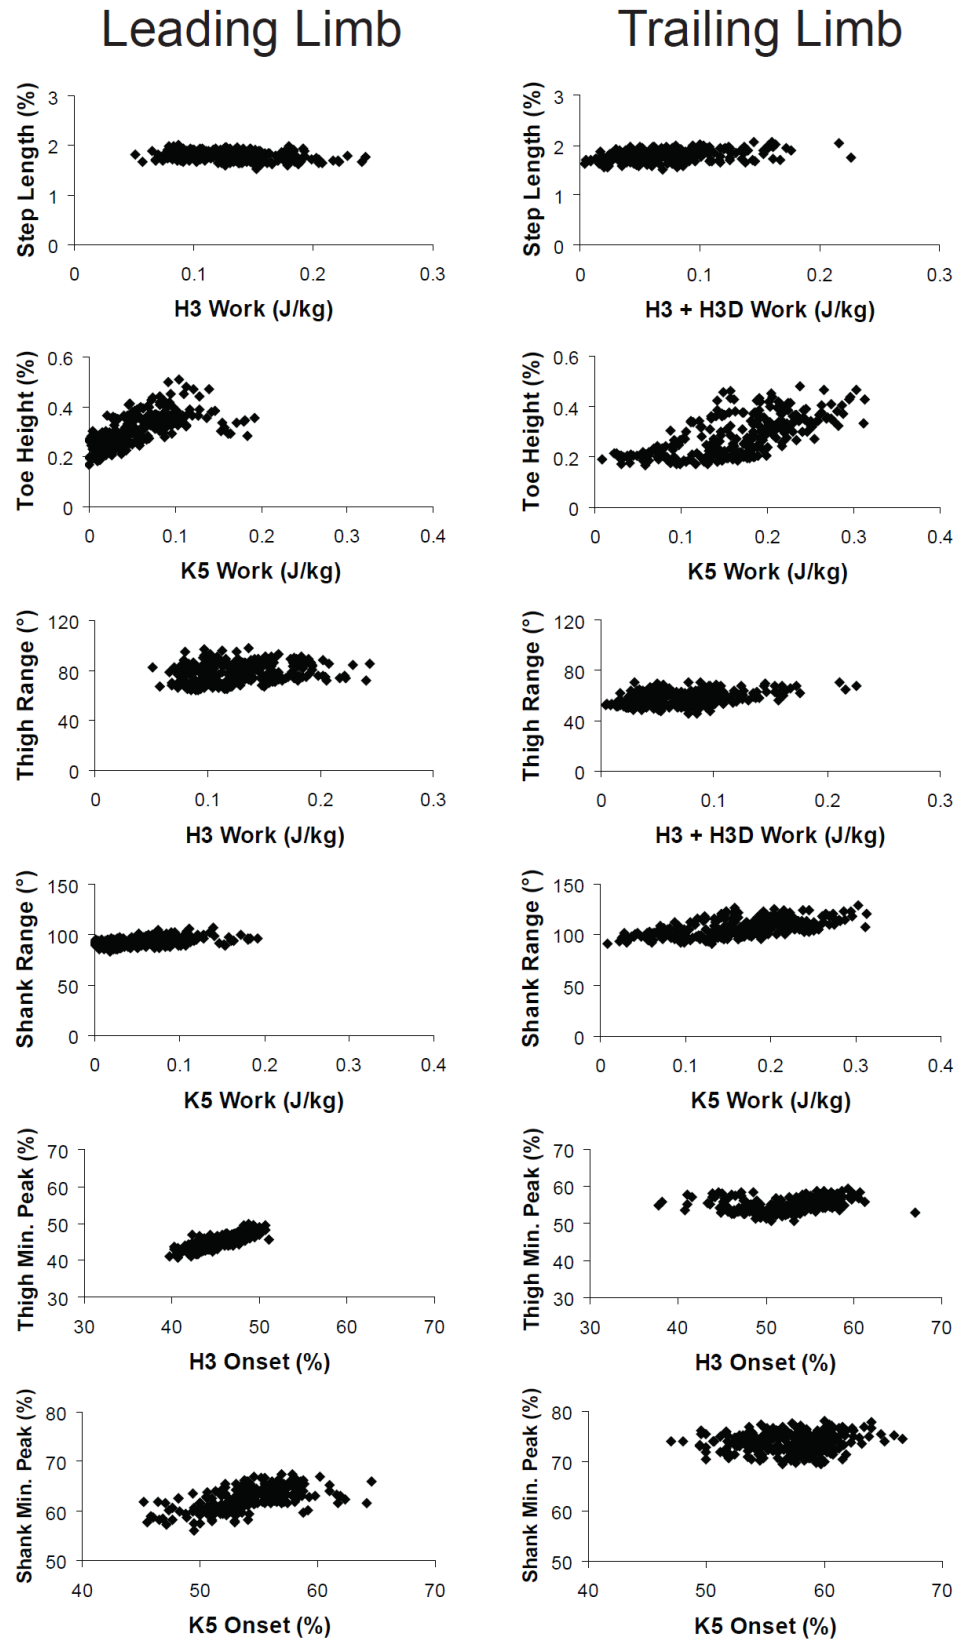 Leading Limb
Trailing Limb
Step Length (%)
3
2
1
0
0 0.1 0.2 0.3
H3 Work (J/kg)
Step Length (%)
3
2
1
0
0 0.1 0.2 0.3
H3 + H3D Work (J/kg)
Toe Height (%)
0.6
0.4
0.2
0
0 0.1 0.2 0.3 0.4
K5 Work (J/kg)
Toe Height (%)
0.6
0.4
0.2
0
0 0.1 0.2 0.3 0.4
K5 Work (J/kg)
Thigh Range (°)
120
80
40
0
0 0.1 0.2 0.3
H3 Work (J/kg)
Thigh Range (°)
120
80
40
0
0 0.1 0.2 0.3
H3 + H3D Work (J/kg)
Shank Range (°)
150
100
50
0
0 0.1 0.2 0.3 0.4
K5 Work (J/kg)
Shank Range (°)
150
100
50
0
0 0.1 0.2 0.3 0.4
K5 Work (J/kg)
Thigh Min. Peak (%)
70
60
50
40
30
30 40 50 60 70
H3 Onset (%)
Thigh Min. Peak (%)
70
60
50
40
30
30 40 50 60 70
H3 Onset (%)
Shank Min. Peak (%)
80
70
60
50
40 50 60 70
K5 Onset (%)
Shank Min. Peak (%)
80
70
60
50
40 50 60 70
K5 Onset (%)